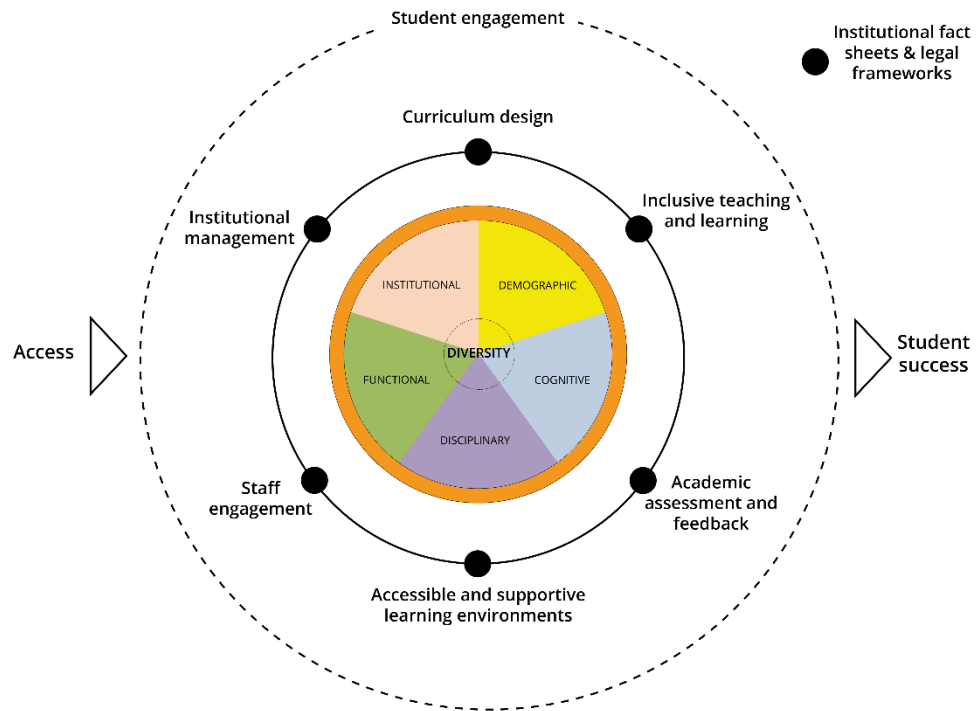 Student engagement
Institutional fact
sheets & legal
frameworks
Curriculum design
Institutional
management
Inclusive teaching
and learning
INSTITUTIONAL
DEMOGRAPHIC
Access
DIVERSITY
Student
success
FUNCTIONAL
COGNITIVE
DISCIPLINARY
Staff
engagement
Academic
assessment and
feedback
Accessible and supportive
learning environments